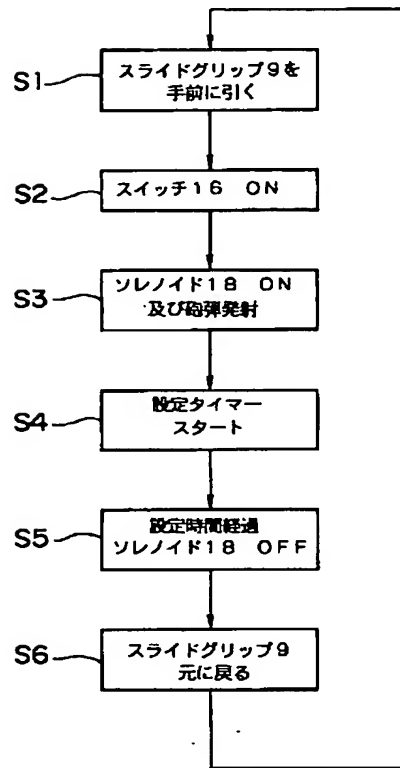 S1
スライドグリップ9を
手前に引く
S2
スイッチ16 ON
S3
ソレノイド18 ON
及び砲弾発射
S4
設定タイマー
スタート
S5
設定時間経過
ソレノイド18 OFF
S6
スライドグリップ9
元に戻る